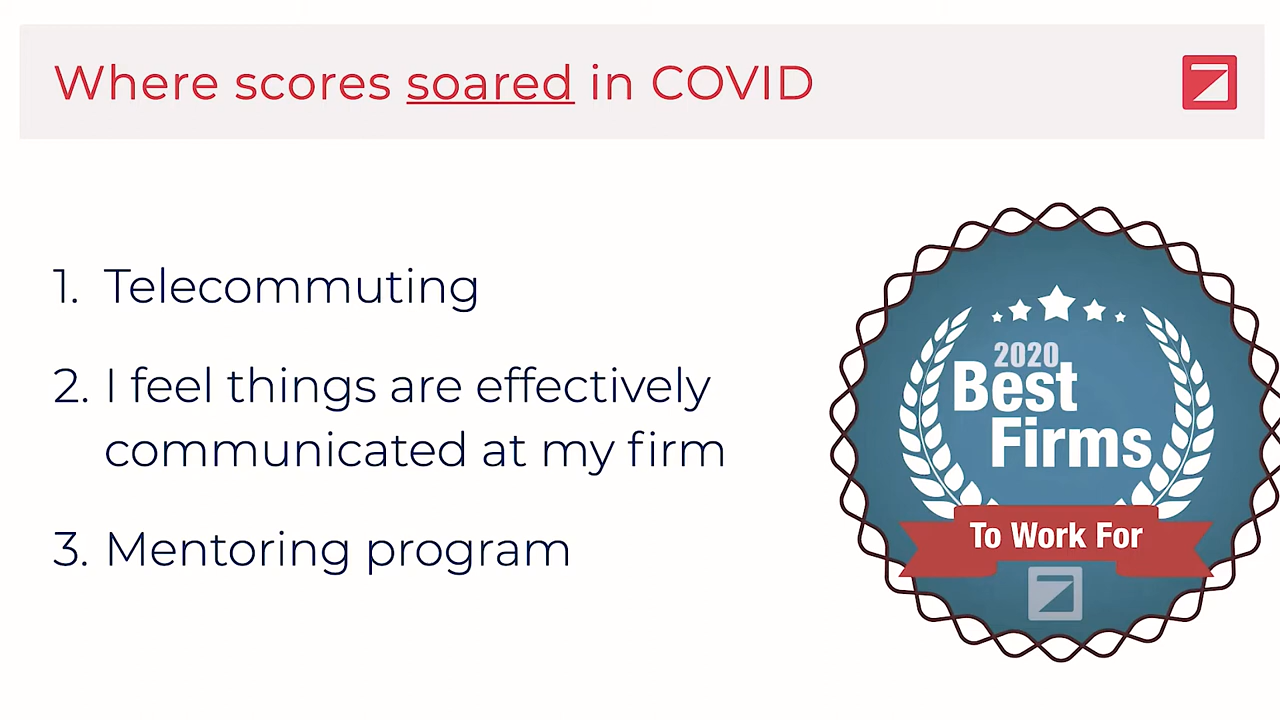 Where scores soared in COVID
1. Telecommuting
2. I feel things are effectively
communicated at my firm
3. Mentoring program
2020
Best
Firms
To Work For